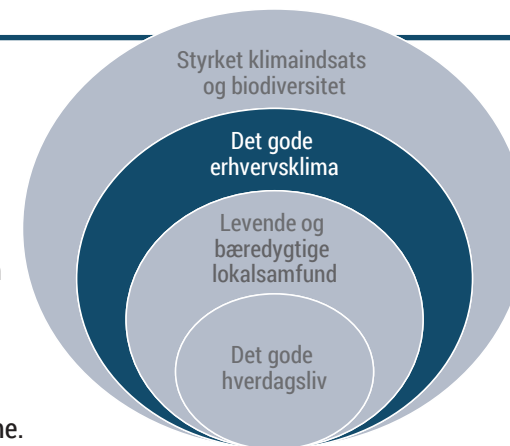 Styrket klimaindsats
og biodiversitet
Det gode
erhvervsklima
Levende og
bæredygtige
lokalsamfund
Det gode
hverdagsliv